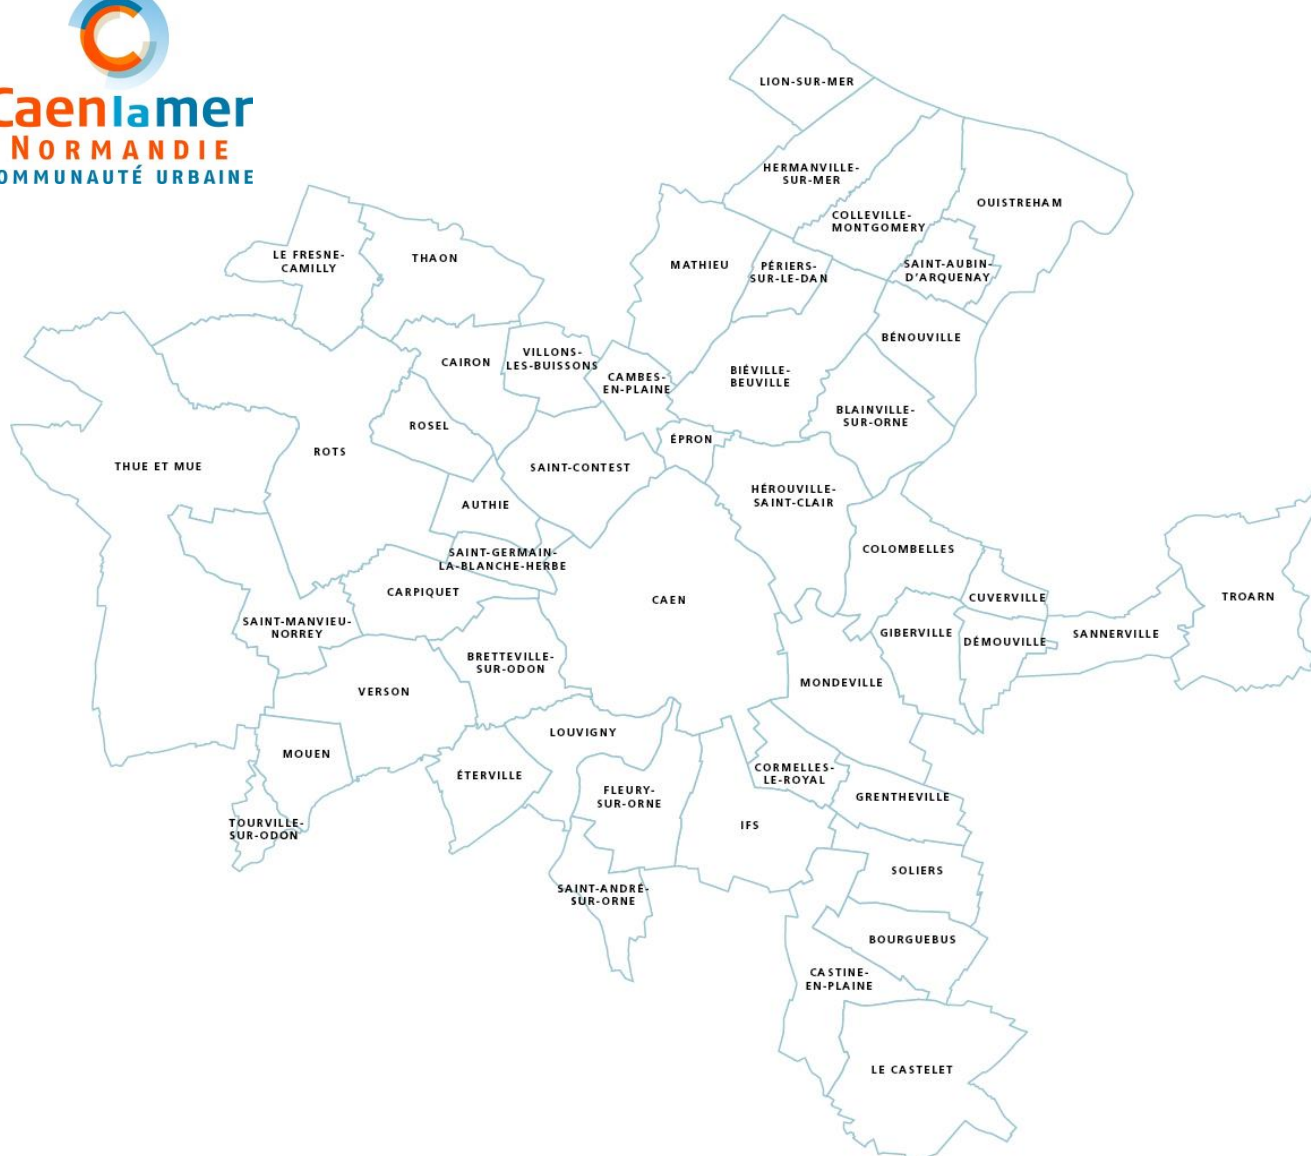 Caenlamer
NORMANDIE
COMMUNAUTÉ URBAINE
LION-SUR-MER
HERMANVILLE-
SUR-MER
COLLEVILLE-
MONTGOMERY
OUISTREHAM
LE FRESNE-
CAMILLY
THAON
MATHIEU
PÉRIERS-
SUR-LE-DAN
SAINT-AUBIN-
D'ARQUENAY
BÉNOUVILLE
CAIRON
VILLONS-
LES-BUISSONS
CAMBES-
EN-PLAINE
BIÉVILLE-
BEUVILLE
BLAINVILLE-
SUR-ORNE
ROSEL
ÉPRON
THUE ET MUE
ROTS
SAINT-CONTEST
HÉROUVILLE-
SAINT-CLAIR
AUTHIE
SAINT-GERMAIN-
LA-BLANCHE-HERBE
COLOMBELLES
CARPIQUET
CAEN
CUVERVILLE
TROARN
SAINT-MANVIEU-
NORREY
GIBERVILLE
DÉMOUVILLE
SANNERVILLE
BRETTEVILLE-
SUR-ODON
VERSON
MONDEVILLE
LOUVIGNY
MOUEN
ÉTERVILLE
CORMELLES-
LE-ROYAL
FLEURY-
SUR-ORNE
GRENTHEVILLE
TOURVILLE-
SUR-ODON
IFS
SOLIERS
SAINT-ANDRÉ-
SUR-ORNE
BOURGUEBUS
CASTINE-
EN-PLAINE
LE CASTELET